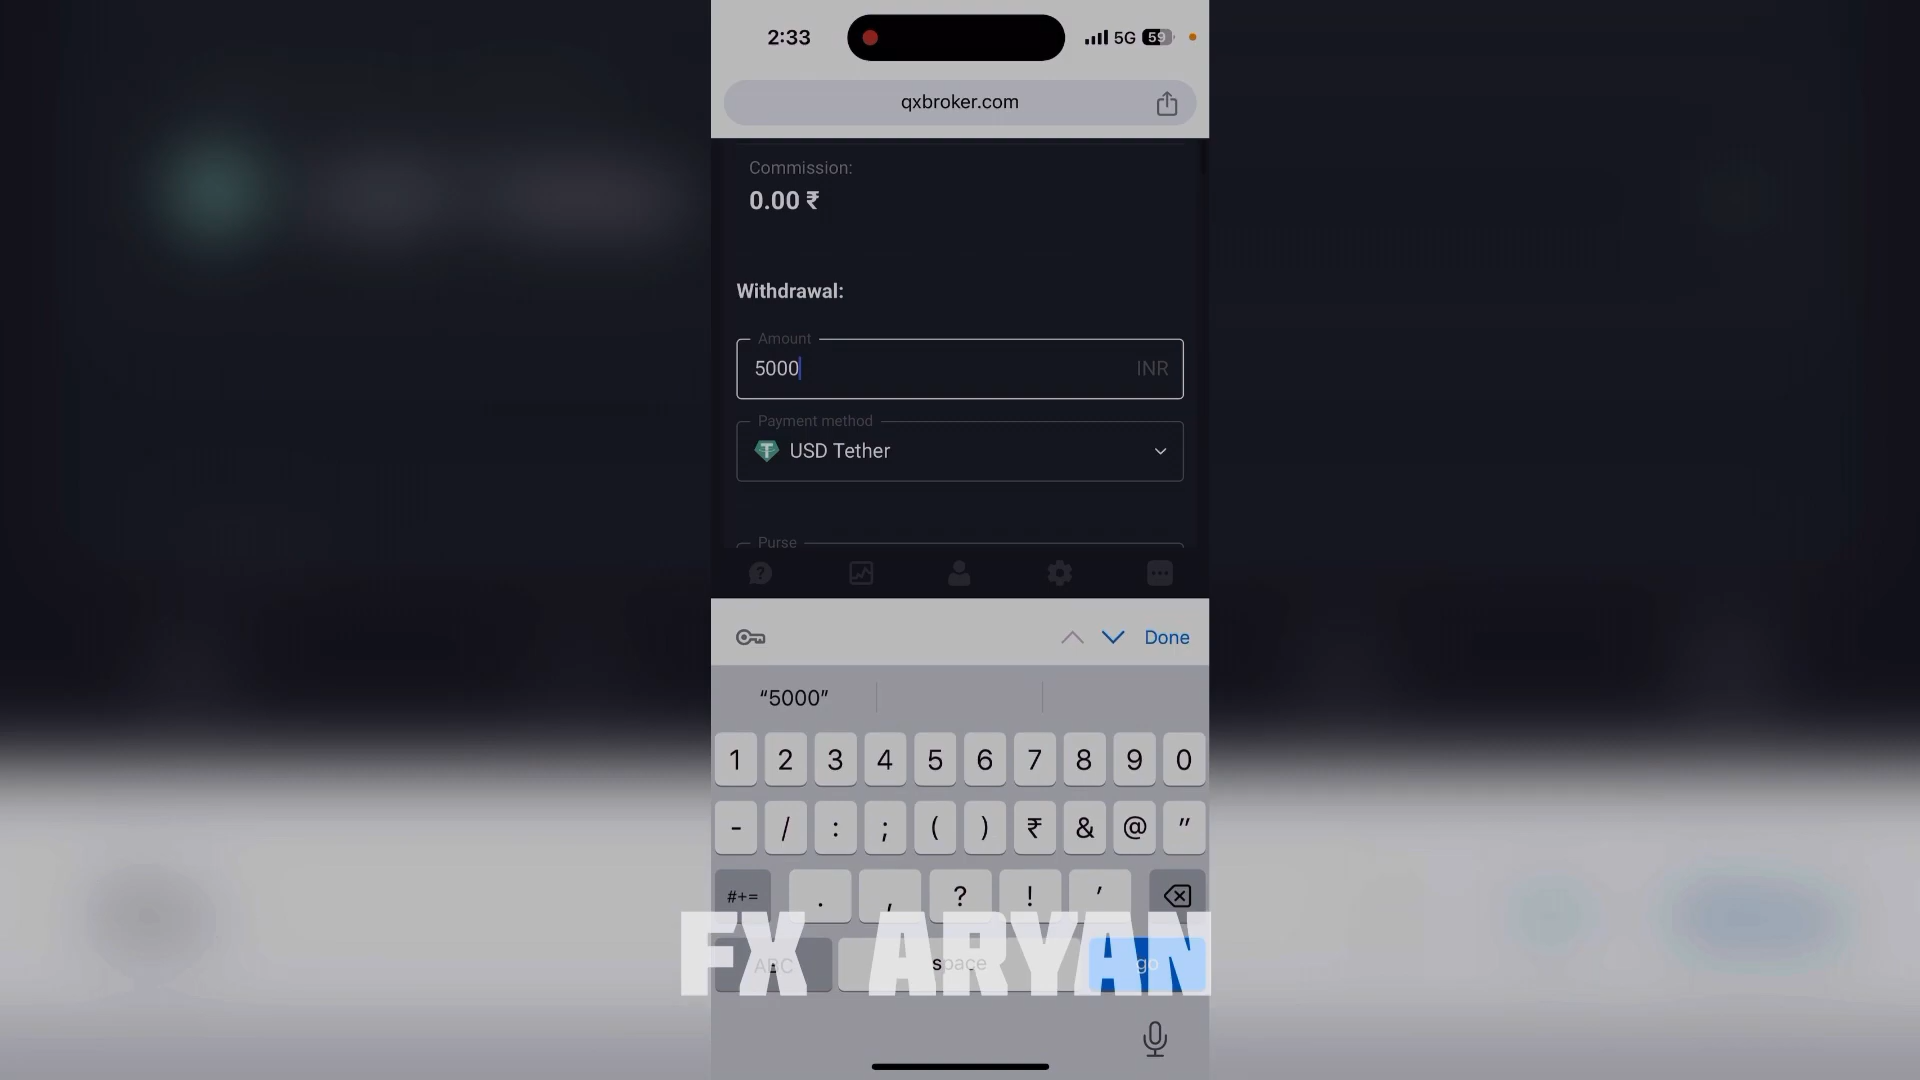 2:33
5G 59
qxbroker.com
Commission:
0.00 ₹
Withdrawal:
Amount
5000 INR
Payment method
USD Tether
Purse
Done
“5000”
1 2 3 4 5 6 7 8 9 0
- / : ; ( ) ₹ & @ "
#+= . , ? ! '
ABC space go
FX ARYAN